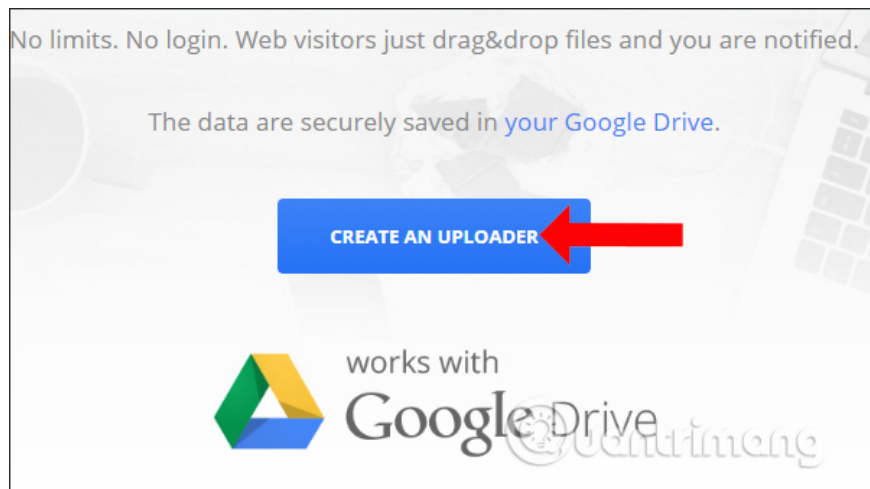 No limits. No login. Web visitors just drag&drop files and you are notified.
The data are securely saved in your Google Drive.
CREATE AN UPLOADER
works with
Google Drive
Quantrimang